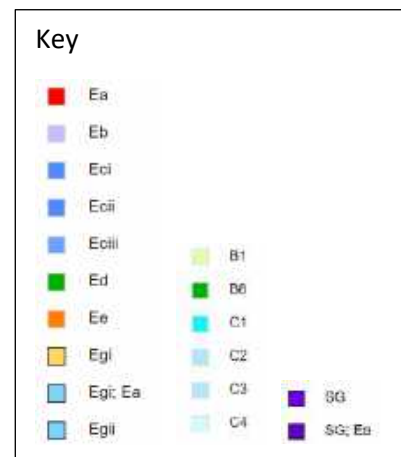 Key
Ea
Eb
Eci
Ecii
Eciii
Ed
Ee
Egi
Egi; Ea
Egii
B1
B8
C1
C2
C3
C4
SG
SG; Ea